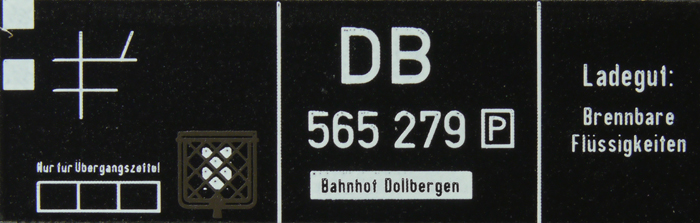 Nur für Übergangszettel
DB
565 279 P
Bahnhof Dollbergen
Ladegut:
Brennbare
Flüssigkeiten